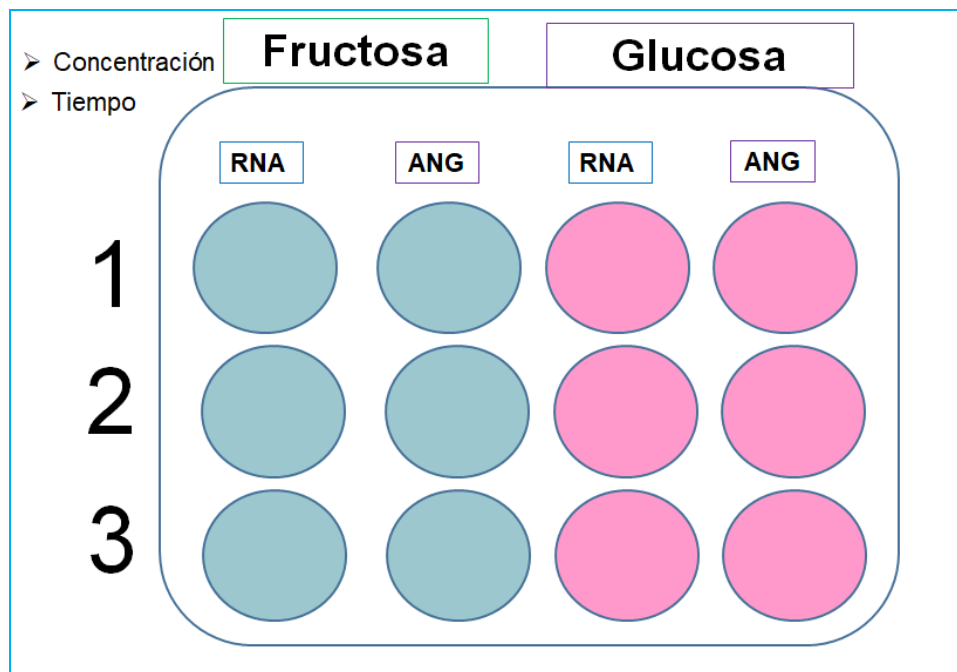 Fructosa
Glucosa
➢ Concentración
➢ Tiempo
RNA
ANG
RNA
ANG
1
2
3